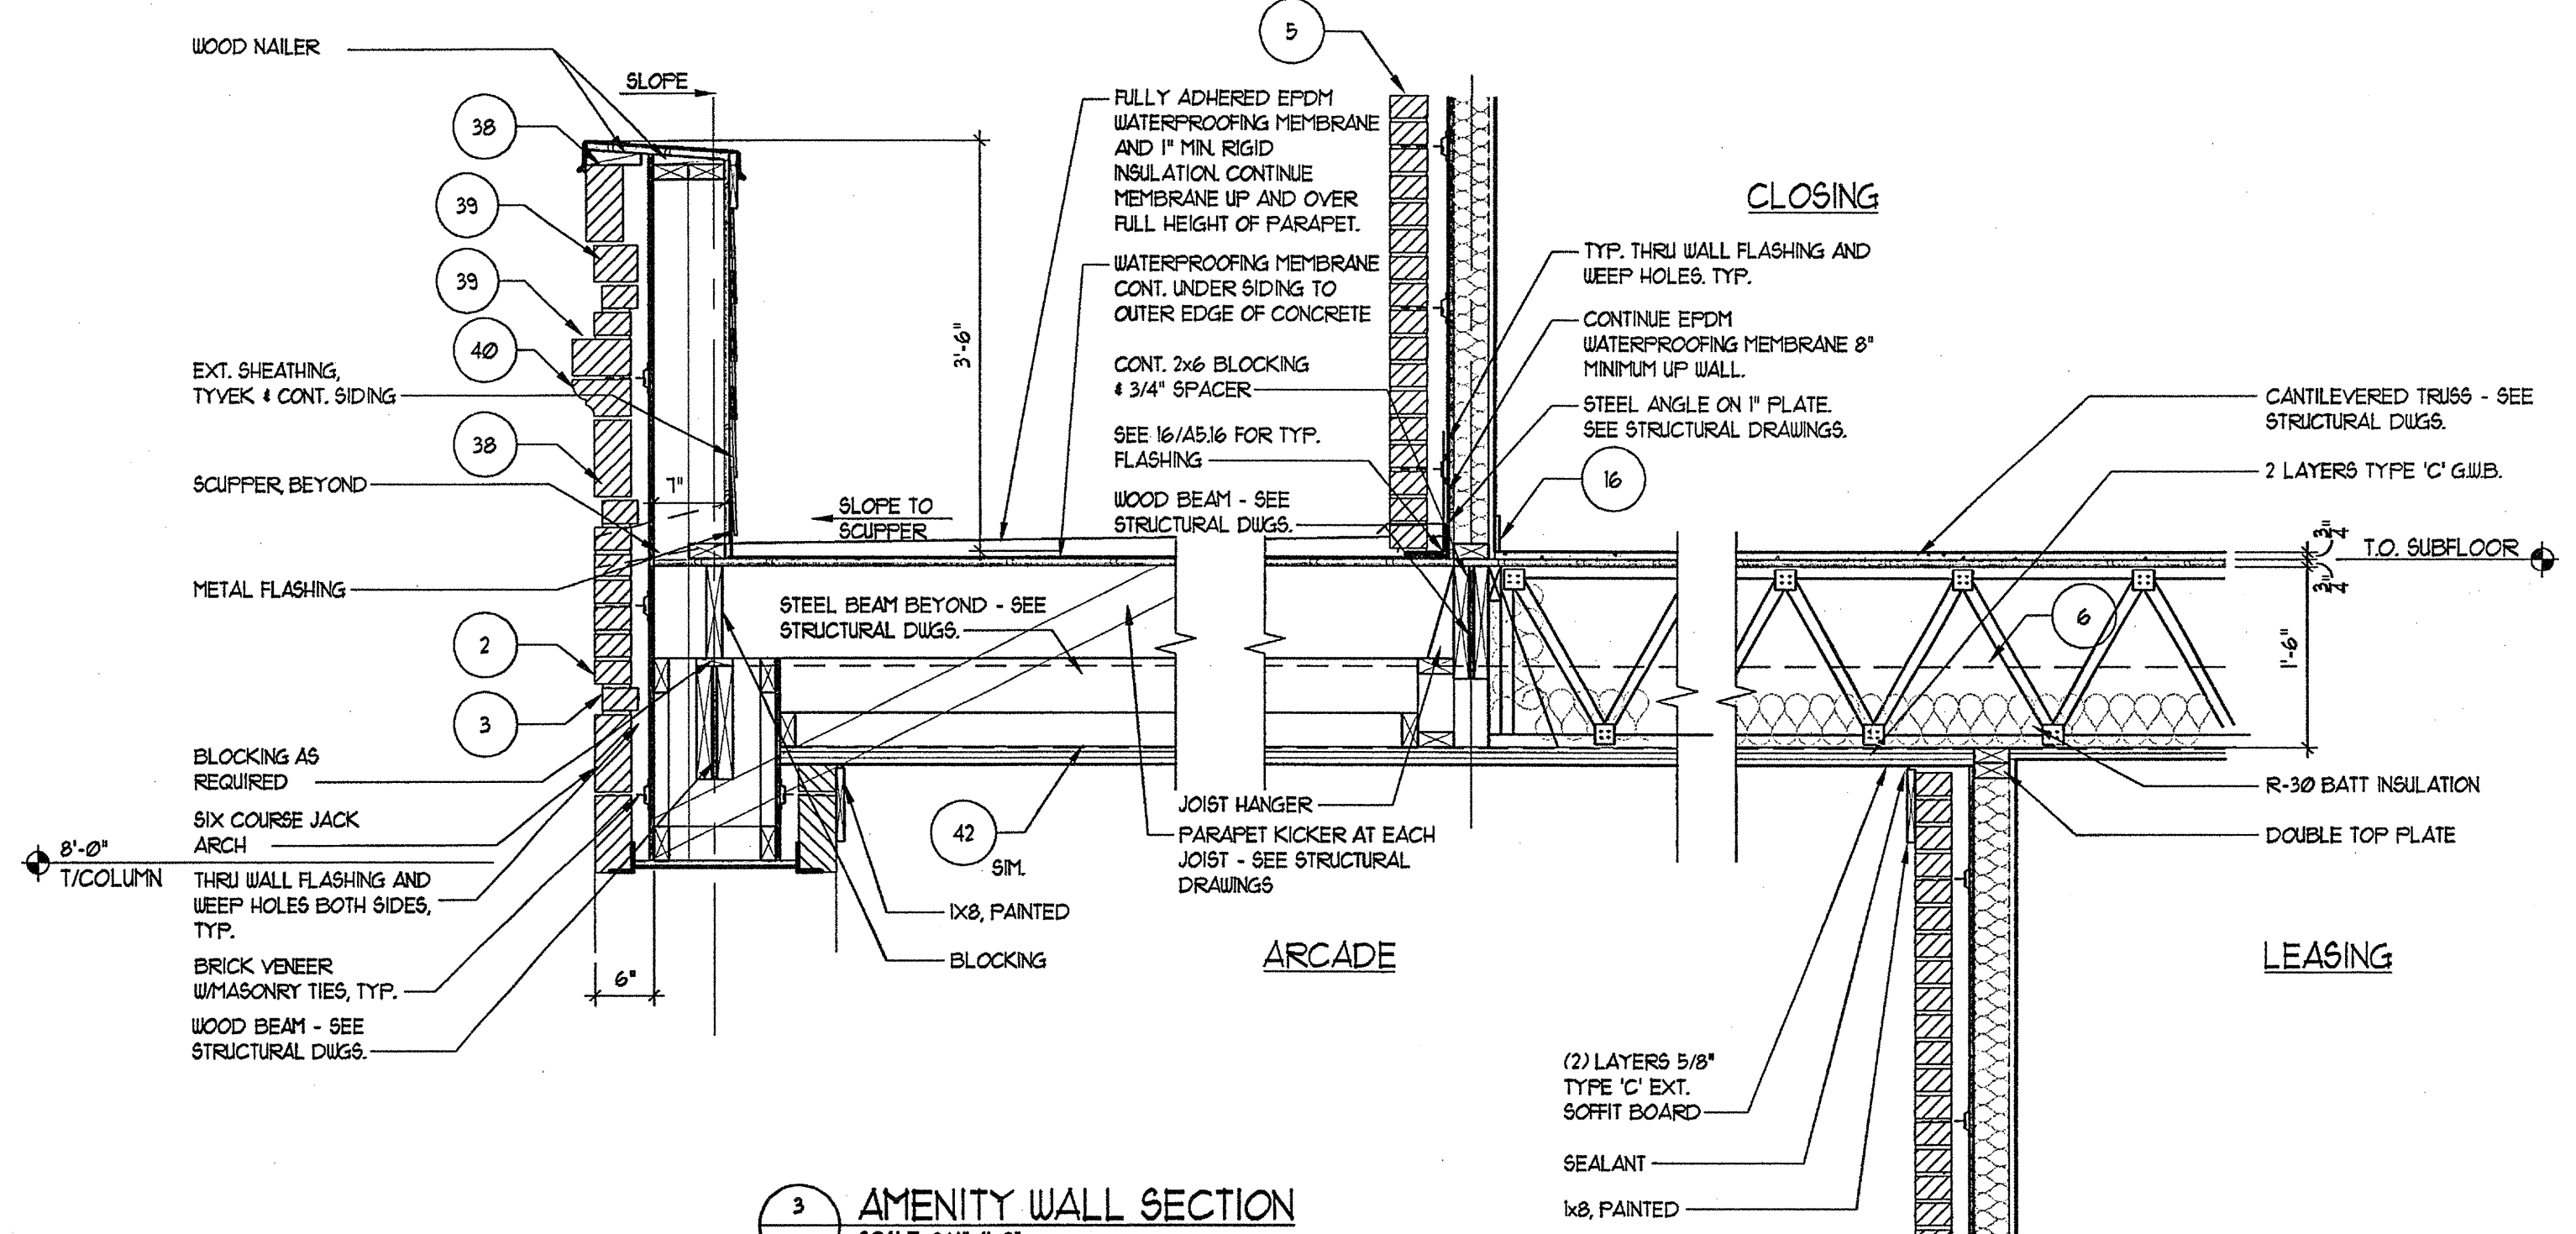 WOOD NAILER
SLOPE
38
39
39
40
EXT. SHEATHING,
TYVEK & CONT. SIDING
38
SCUPPER, BEYOND
7"
METAL FLASHING
2
3
BLOCKING AS
REQUIRED
SIX COURSE JACK
ARCH
8'-0"
T/COLUMN
THRU WALL FLASHING AND
WEEP HOLES BOTH SIDES,
TYP.
BRICK VENEER
W/MASONRY TIES, TYP.
WOOD BEAM - SEE
STRUCTURAL DWGS.
6"
3'-6"
SLOPE TO
SCUPPER
STEEL BEAM BEYOND - SEE
STRUCTURAL DWGS.
42
SIM.
1X8, PAINTED
BLOCKING
5
FULLY ADHERED EPDM
WATERPROOFING MEMBRANE
AND 1" MIN. RIGID
INSULATION. CONTINUE
MEMBRANE UP AND OVER
FULL HEIGHT OF PARAPET.
WATERPROOFING MEMBRANE
CONT. UNDER SIDING TO
OUTER EDGE OF CONCRETE
CONT. 2x6 BLOCKING
& 3/4" SPACER
SEE 16/A5.16 FOR TYP.
FLASHING
WOOD BEAM - SEE
STRUCTURAL DWGS.
JOIST HANGER
PARAPET KICKER AT EACH
JOIST - SEE STRUCTURAL
DRAWINGS
ARCADE
CLOSING
TYP. THRU WALL FLASHING AND
WEEP HOLES. TYP.
CONTINUE EPDM
WATERPROOFING MEMBRANE 8"
MINIMUM UP WALL.
STEEL ANGLE ON 1" PLATE.
SEE STRUCTURAL DRAWINGS.
16
CANTILEVERED TRUSS - SEE
STRUCTURAL DWGS.
2 LAYERS TYPE 'C' G.W.B.
3/4"
T.O. SUBFLOOR
3/4"
6
1'-6"
R-30 BATT INSULATION
DOUBLE TOP PLATE
LEASING
(2) LAYERS 5/8"
TYPE 'C' EXT.
SOFFIT BOARD
SEALANT
1x8, PAINTED
3
AMENITY WALL SECTION